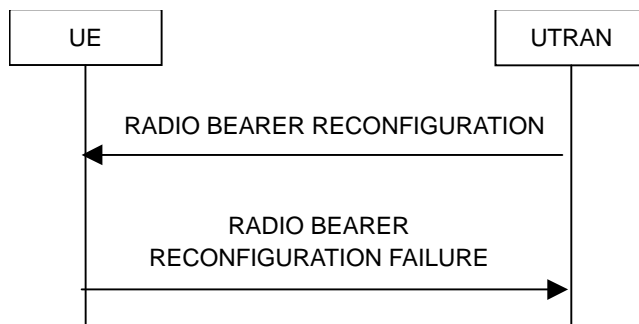 UE
UTRAN
RADIO BEARER RECONFIGURATION
RADIO BEARER
RECONFIGURATION FAILURE